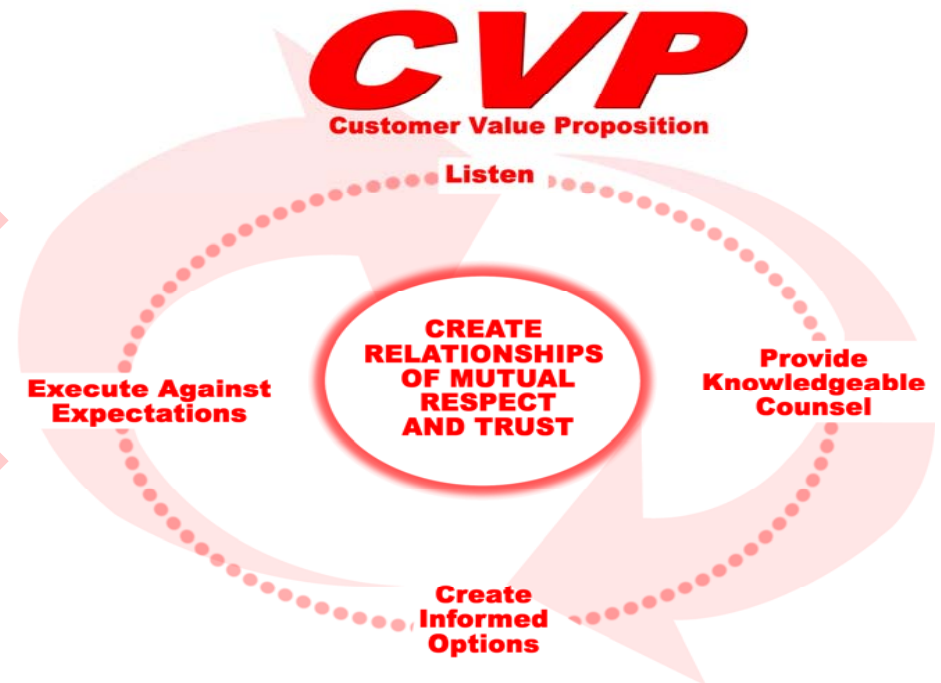 CVP
Customer Value Proposition
Listen
CREATE
RELATIONSHIPS
OF MUTUAL
RESPECT
AND TRUST
Provide
Knowledgeable
Counsel
Execute Against
Expectations
Create
Informed
Options